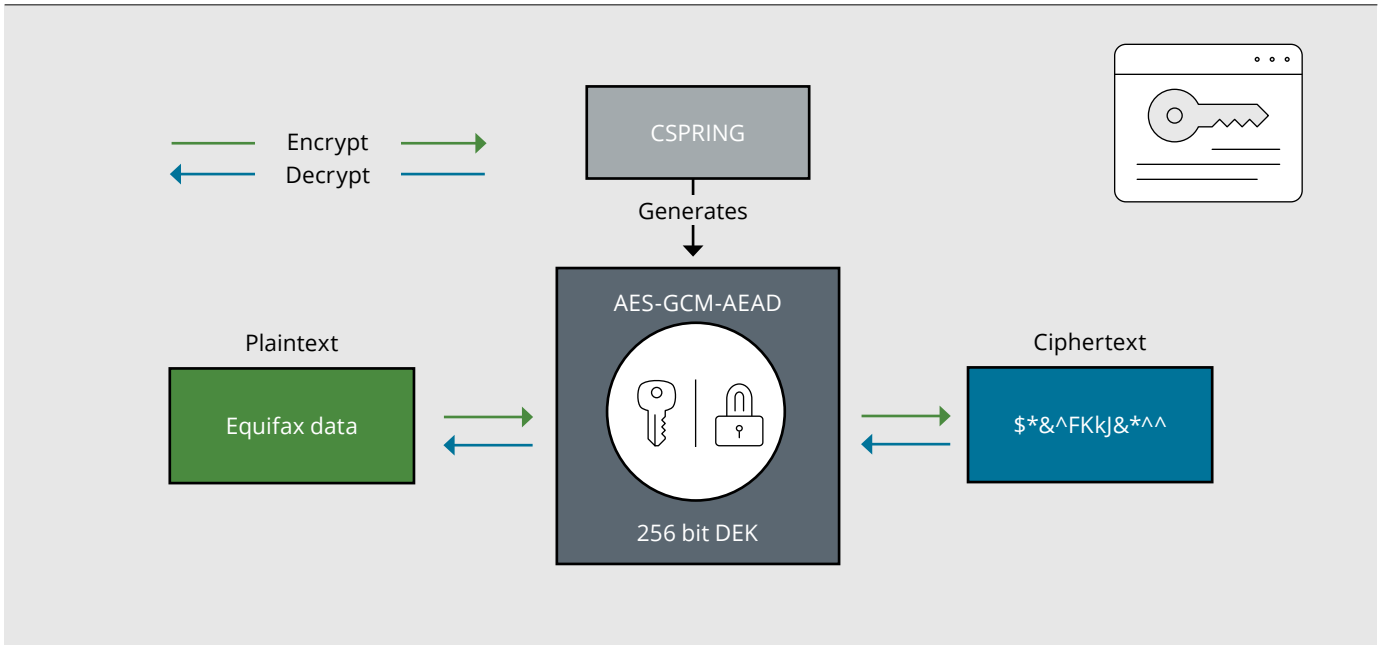 Encrypt
Decrypt
CSPRING
Generates
AES-GCM-AEAD
256 bit DEK
Plaintext
Equifax data
Ciphertext
$*&^FKkJ&*^^